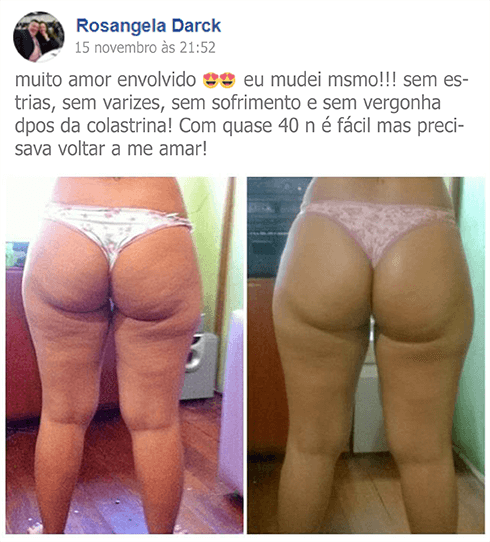 Rosangela Darck
15 novembro às 21:52
muito amor envolvido 😍😍 eu mudei msmo!!! sem es-
trias, sem varizes, sem sofrimento e sem vergonha
dpos da colastrina! Com quase 40 n é fácil mas preci-
sava voltar a me amar!